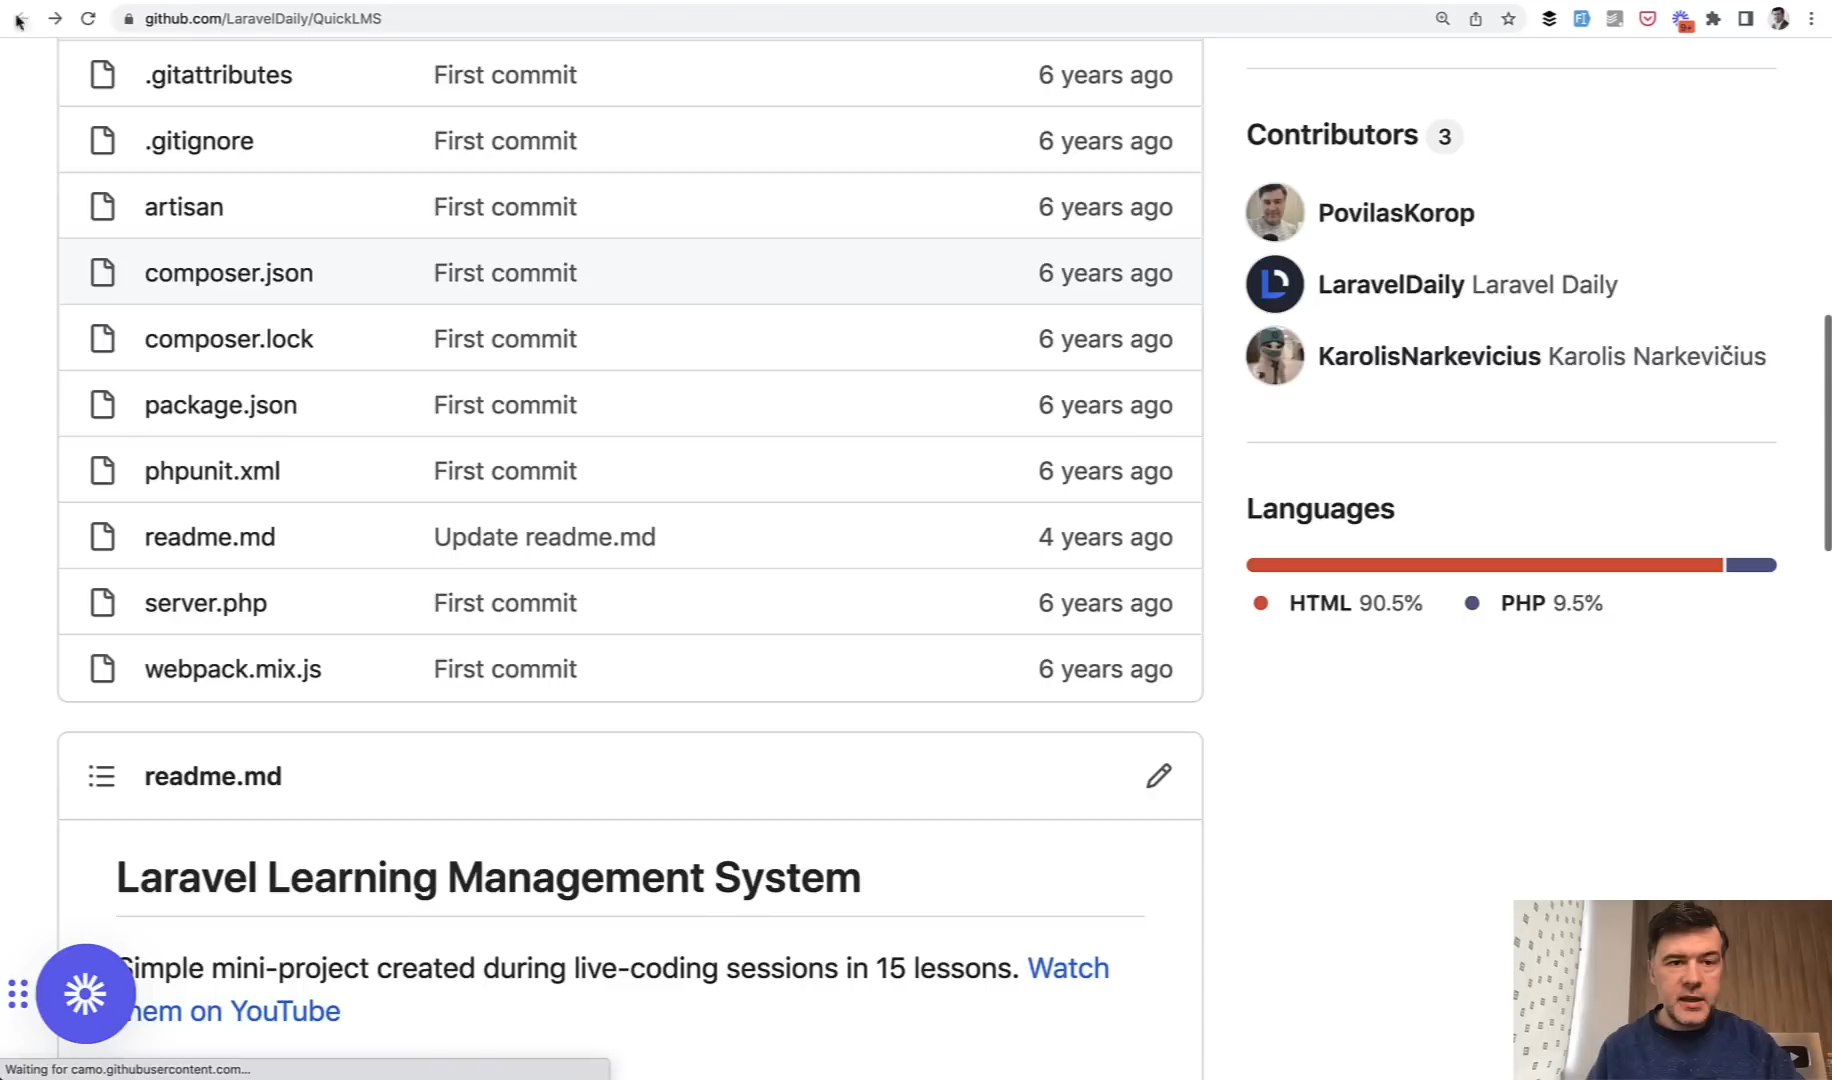 github.com/LaravelDaily/QuickLMS
9+
.gitattributes First commit 6 years ago
.gitignore First commit 6 years ago
artisan First commit 6 years ago
composer.json First commit 6 years ago
composer.lock First commit 6 years ago
package.json First commit 6 years ago
phpunit.xml First commit 6 years ago
readme.md Update readme.md 4 years ago
server.php First commit 6 years ago
webpack.mix.js First commit 6 years ago
readme.md
Laravel Learning Management System
Simple mini-project created during live-coding sessions in 15 lessons. Watch
hem on YouTube
Waiting for camo.githubusercontent.com...
Contributors 3
PovilasKorop
LaravelDaily Laravel Daily
KarolisNarkevicius Karolis Narkevičius
Languages
HTML 90.5% PHP 9.5%